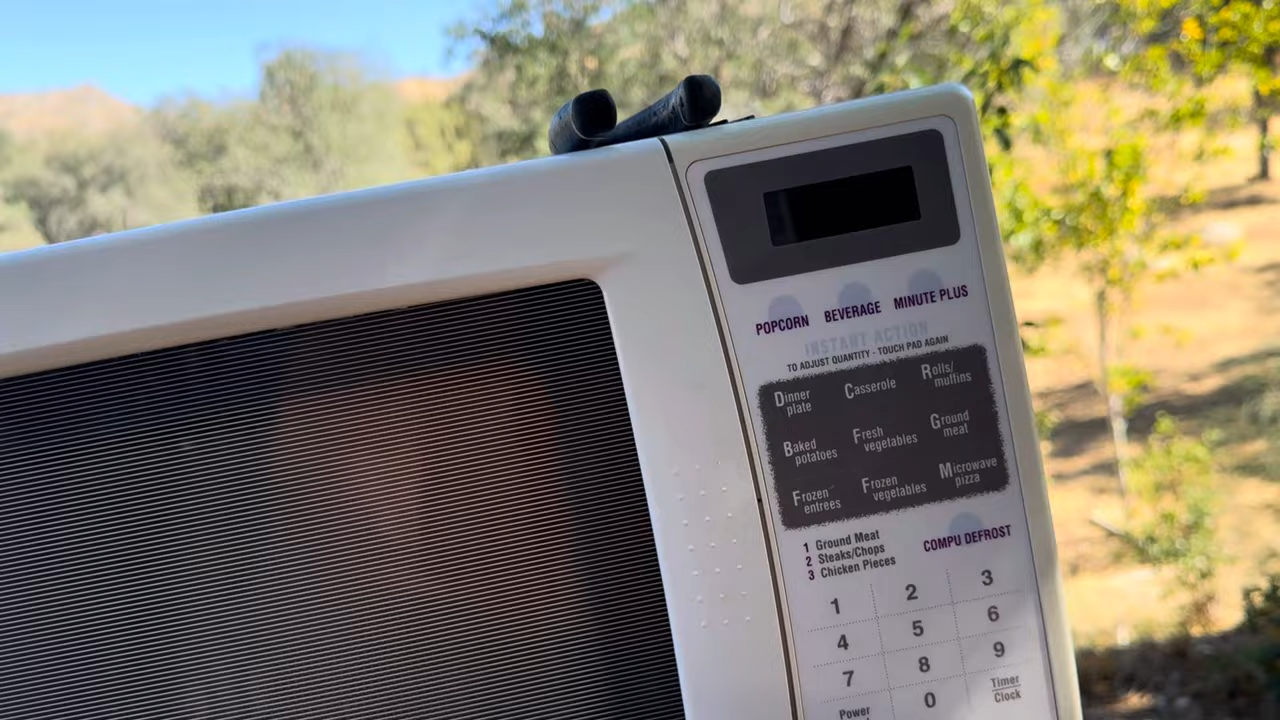 POPCORN BEVERAGE MINUTE PLUS
INSTANT ACTION
TO ADJUST QUANTITY - TOUCH PAD AGAIN
Dinner plate
Casserole
Rolls/ muffins
Baked potatoes
Fresh vegetables
Ground meat
Frozen entrees
Frozen vegetables
Microwave pizza
1 Ground Meat
2 Steaks/Chops
3 Chicken Pieces
COMPU DEFROST
1 2 3
4 5 6
7 8 9
Power
0
Timer
Clock